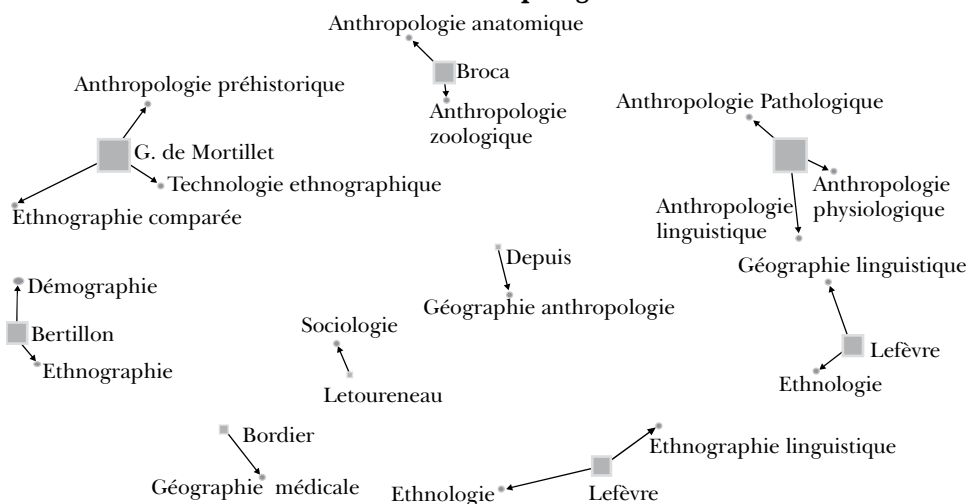 Anthropologie anatomique
Broca
Anthropologie
zoologique
Anthropologie préhistorique
G. de Mortillet
Technologie ethnographique
Ethnographie comparée
Anthropologie Pathologique
Anthropologie
physiologique
Anthropologie
linguistique
Depuis
Géographie anthropologie
Géographie linguistique
Lefèvre
Ethnologie
Démographie
Bertillon
Ethnographie
Sociologie
Letoureneau
Bordier
Géographie médicale
Ethnographie linguistique
Ethnologie
Lefèvre